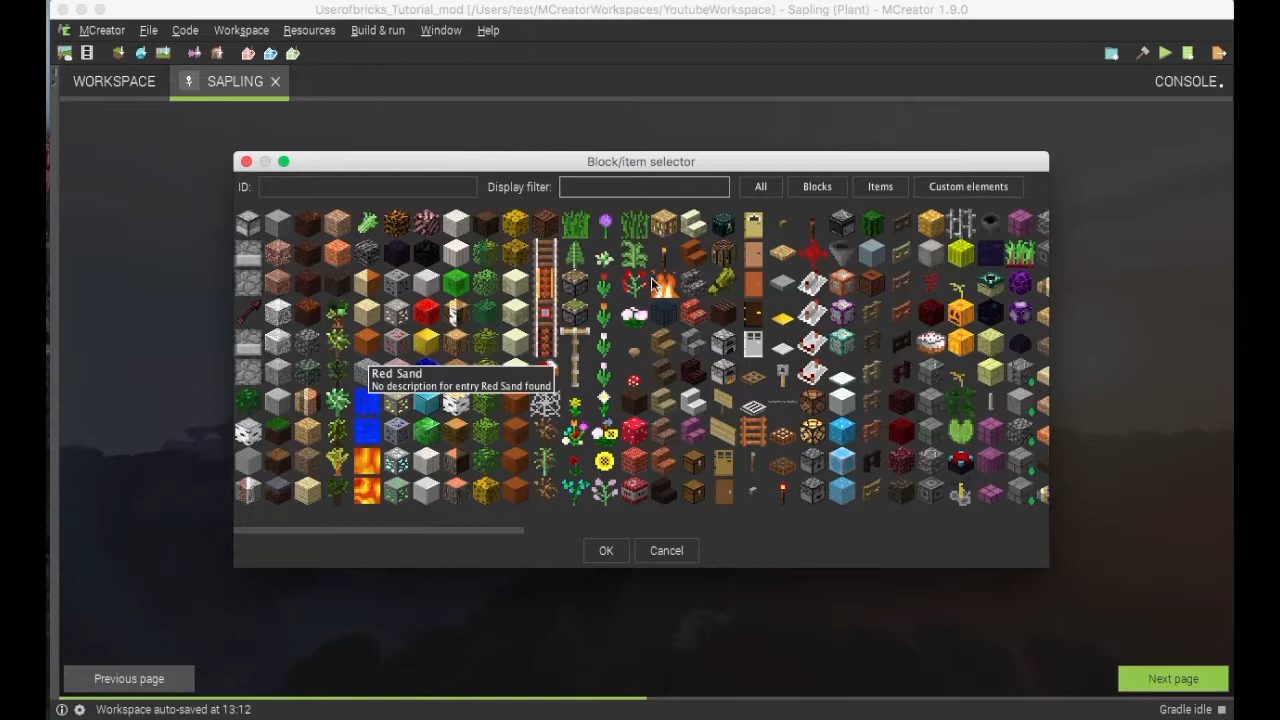 Userofbricks_Tutorial_mod [/Users/test/MCreatorWorkspaces/YoutubeWorkspace] - Sapling (Plant) - MCreator 1.9.0
MCreator File Code Workspace Resources Build & run Window Help
WORKSPACE SAPLING CONSOLE
Block/item selector
ID: Display filter: All Blocks Items Custom elements
Red Sand
No description for entry Red Sand found
OK Cancel
Previous page Next page
Workspace auto-saved at 13:12 Gradle idle